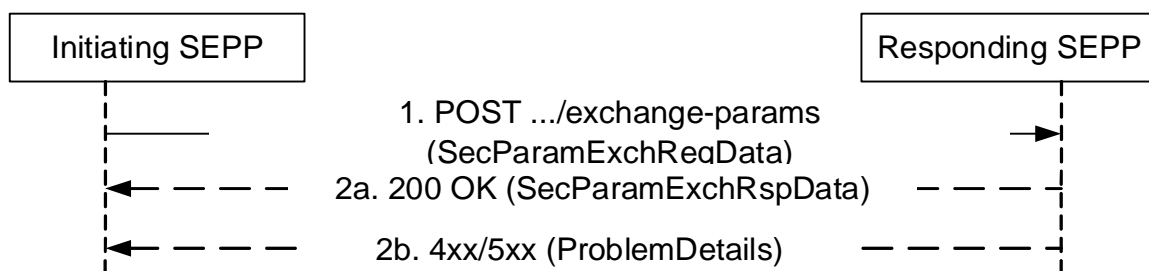 Initiating SEPP
Responding SEPP
1. POST .../exchange-params
(SecParamExchReqData)
2a. 200 OK (SecParamExchRspData)
2b. 4xx/5xx (ProblemDetails)